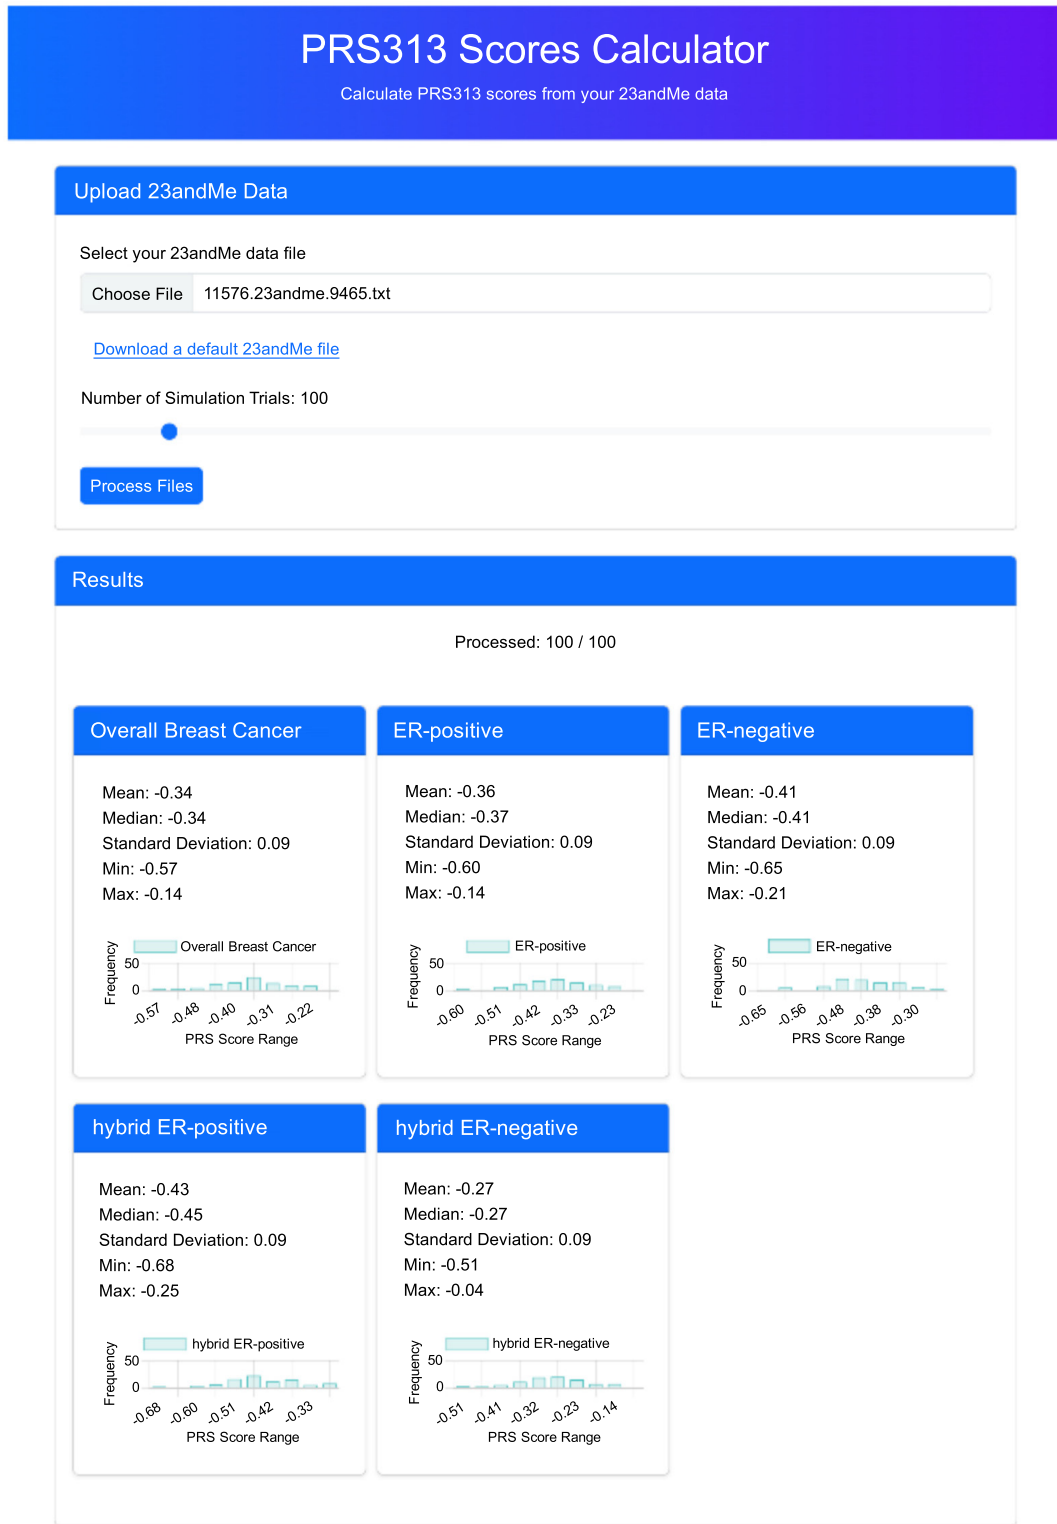 PRS313 Scores Calculator
Calculate PRS313 scores from your 23andMe data
Upload 23andMe Data
Select your 23andMe data file
Choose File 11576.23andme.9465.txt
Download a default 23andMe file
Number of Simulation Trials: 100
Process Files
Results
Processed: 100 / 100
Overall Breast Cancer
Mean: -0.34
Median: -0.34
Standard Deviation: 0.09
Min: -0.57
Max: -0.14
Overall Breast Cancer
Frequency
50
0
-0.57 -0.48 -0.40 -0.31 -0.22
PRS Score Range
ER-positive
Mean: -0.36
Median: -0.37
Standard Deviation: 0.09
Min: -0.60
Max: -0.14
ER-positive
Frequency
50
0
-0.60 -0.51 -0.42 -0.33 -0.23
PRS Score Range
ER-negative
Mean: -0.41
Median: -0.41
Standard Deviation: 0.09
Min: -0.65
Max: -0.21
ER-negative
Frequency
50
0
-0.65 -0.56 -0.48 -0.38 -0.30
PRS Score Range
hybrid ER-positive
Mean: -0.43
Median: -0.45
Standard Deviation: 0.09
Min: -0.68
Max: -0.25
hybrid ER-positive
Frequency
50
0
-0.68 -0.60 -0.51 -0.42 -0.33
PRS Score Range
hybrid ER-negative
Mean: -0.27
Median: -0.27
Standard Deviation: 0.09
Min: -0.51
Max: -0.04
hybrid ER-negative
Frequency
50
0
-0.51 -0.41 -0.32 -0.23 -0.14
PRS Score Range